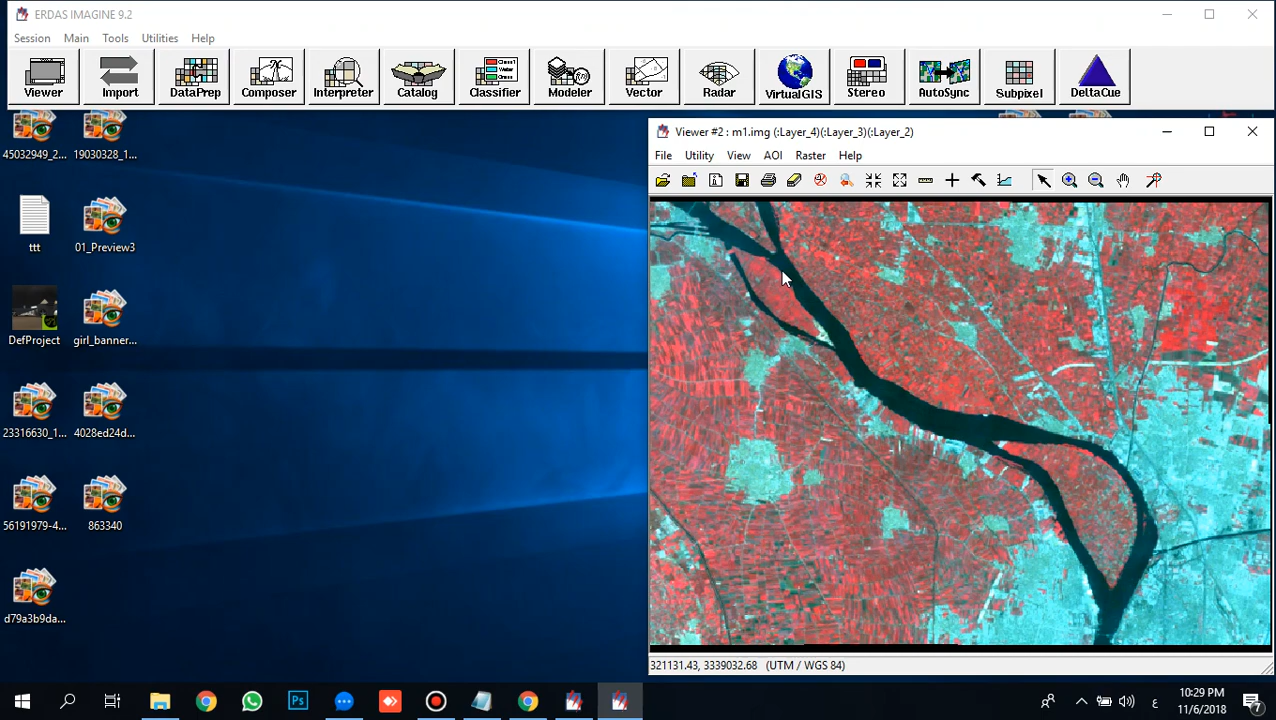 ERDAS IMAGINE 9.2
Session Main Tools Utilities Help
Viewer Import DataPrep Composer Interpreter Catalog Classifier Modeler Vector Radar VirtualGIS Stereo AutoSync Subpixel DeltaCue
45032949_2... 19030328_1...
Viewer #2 : m1.img (:Layer_4)(:Layer_3)(:Layer_2)
File Utility View AOI Raster Help
ttt 01_Preview3
DefProject girl_banner...
23316630_1... 4028ed24d...
56191979-4... 863340
d79a3b9da...
321131.43, 3339032.68 (UTM / WGS 84)
Ps
ع
10:29 PM
11/6/2018
7